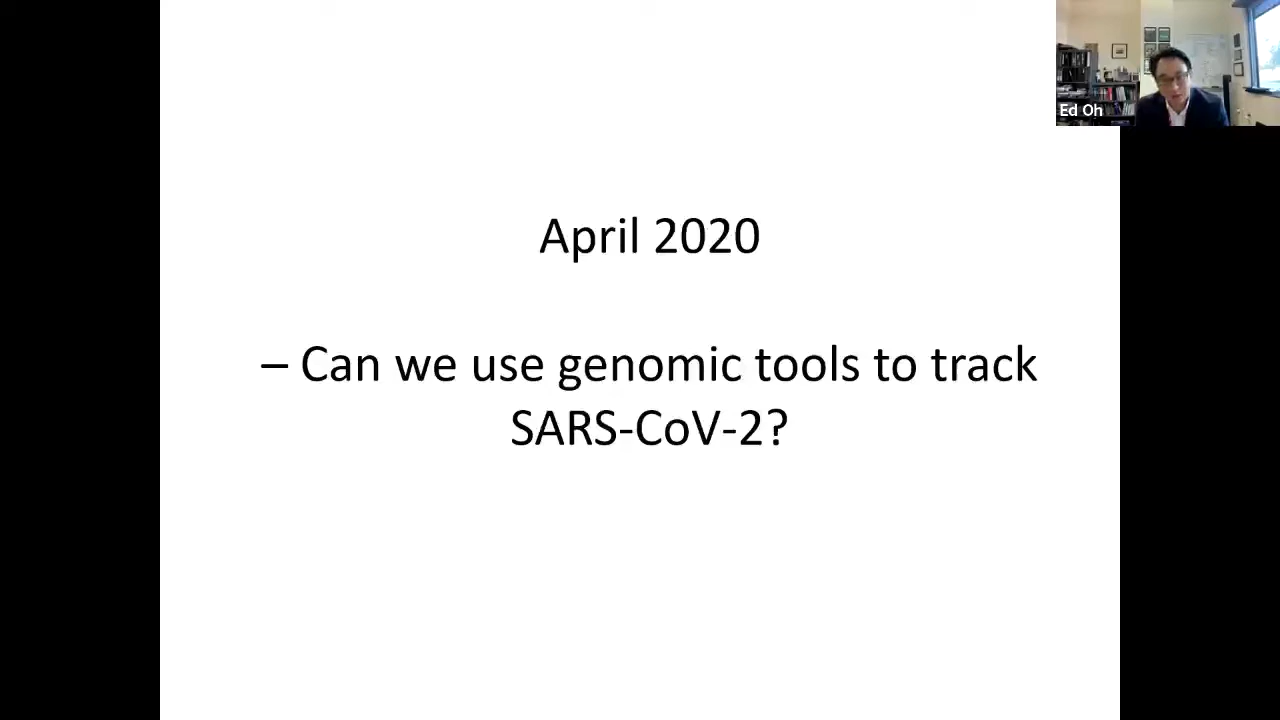 Ed Oh
April 2020
– Can we use genomic tools to track
SARS-CoV-2?